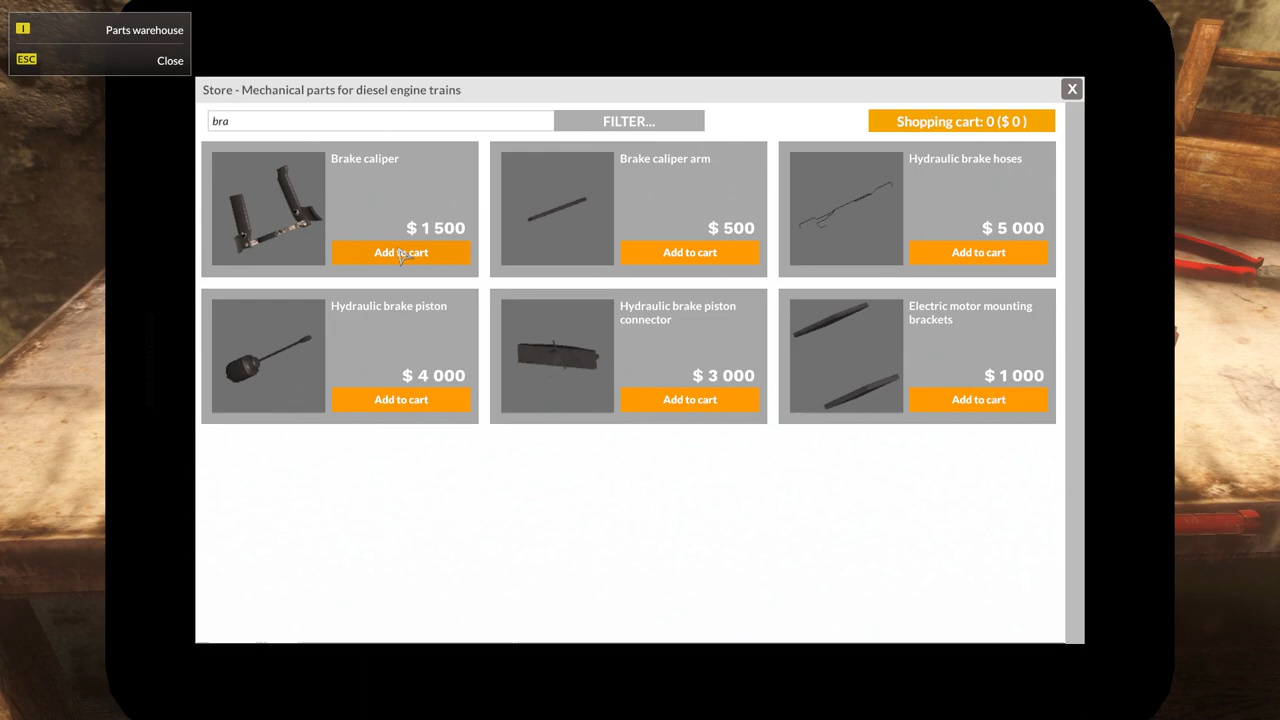 I Parts warehouse
ESC Close
Store - Mechanical parts for diesel engine trains
X
bra
FILTER...
Shopping cart: 0 ($ 0 )
Brake caliper
$ 1 500
Add to cart
Brake caliper arm
$ 500
Add to cart
Hydraulic brake hoses
$ 5 000
Add to cart
Hydraulic brake piston
$ 4 000
Add to cart
Hydraulic brake piston
connector
$ 3 000
Add to cart
Electric motor mounting
brackets
$ 1 000
Add to cart